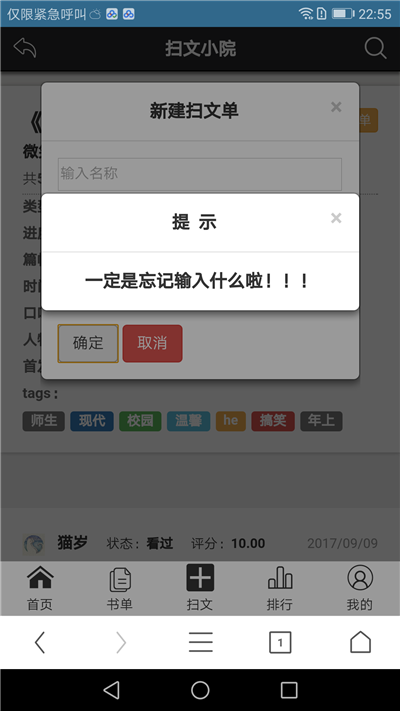 仅限紧急呼叫
22:55
扫文小院
《
单
新建扫文单
×
微
输入名称
共
类
提 示
×
进
篇
一定是忘记输入什么啦！！！
时
口
人
确定
取消
首
tags：
师生 现代 校园 温馨 he 搞笑 年上
猫岁 状态：看过 评分：10.00 2017/09/09
首页 书单 扫文 排行 我的
1